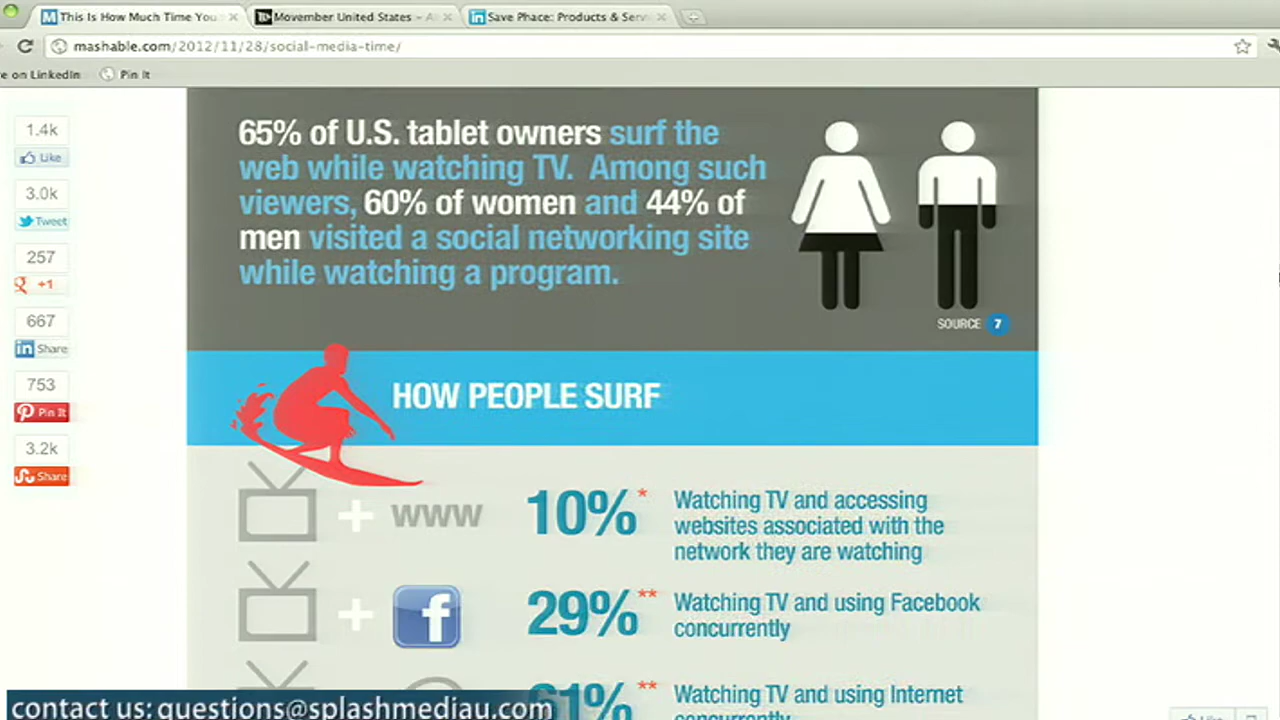 This Is How Much Time You
Movember United States - A
Save Phace: Products & Serv
mashable.com/2012/11/28/social-media-time/
e on LinkedIn
Pin It
1.4k
Like
3.0k
Tweet
257
+1
667
in Share
753
Pin It
3.2k
Share
65% of U.S. tablet owners surf the
web while watching TV. Among such
viewers, 60% of women and 44% of
men visited a social networking site
while watching a program.
SOURCE 7
HOW PEOPLE SURF
+ WWW 10%* Watching TV and accessing
websites associated with the
network they are watching
+ f 29%** Watching TV and using Facebook
concurrently
1%** Watching TV and using Internet
concurrently
contact us: questions@splashmediau.com
Like